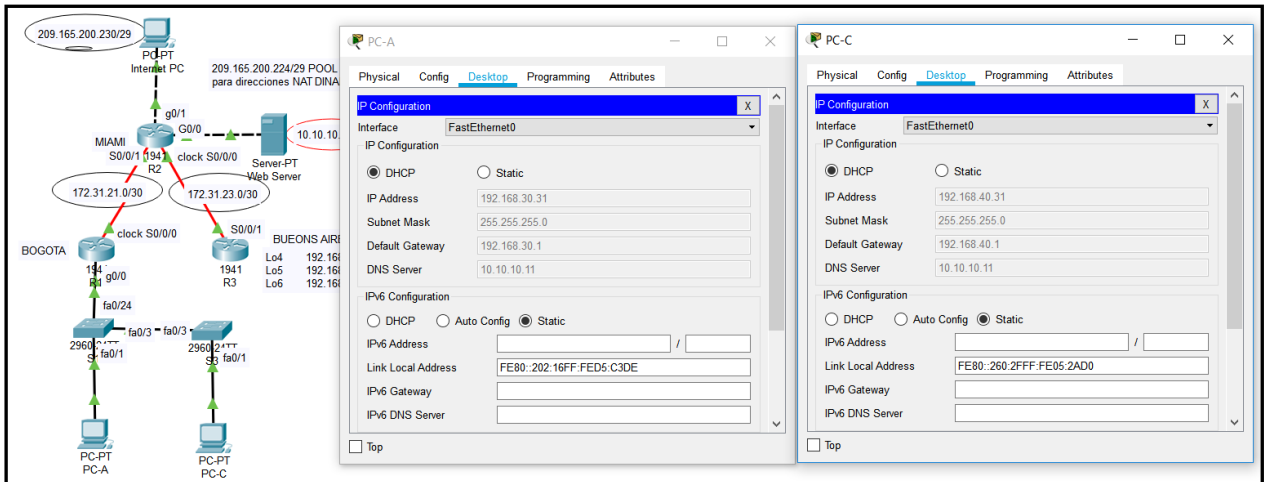 209.165.200.230/29
PC-PT
Internet PC
209.165.200.224/29 POOL
para direcciones NAT DINA
g0/1
G0/0
10.10.10.
MIAMI
S0/0/1
1941
clock S0/0/0
R2
Server-PT
Web Server
172.31.21.0/30
172.31.23.0/30
clock S0/0/0
S0/0/1
BUEONS AIRE
BOGOTA
Lo4 192.168
Lo5 192.168
Lo6 192.168
194
g0/0
R1
1941
R3
fa0/24
fa0/3
fa0/3
fa0/1
fa0/1
PC-PT
PC-A
PC-PT
PC-C
PC-A
Physical Config Desktop Programming Attributes
IP Configuration X
Interface FastEthernet0
IP Configuration
DHCP Static
IP Address 192.168.30.31
Subnet Mask 255.255.255.0
Default Gateway 192.168.30.1
DNS Server 10.10.10.11
IPv6 Configuration
DHCP Auto Config Static
IPv6 Address /
Link Local Address FE80::202:16FF:FED5:C3DE
IPv6 Gateway
IPv6 DNS Server
Top
PC-C
Physical Config Desktop Programming Attributes
IP Configuration X
Interface FastEthernet0
IP Configuration
DHCP Static
IP Address 192.168.40.31
Subnet Mask 255.255.255.0
Default Gateway 192.168.40.1
DNS Server 10.10.10.11
IPv6 Configuration
DHCP Auto Config Static
IPv6 Address /
Link Local Address FE80::260:2FFF:FE05:2AD0
IPv6 Gateway
IPv6 DNS Server
Top